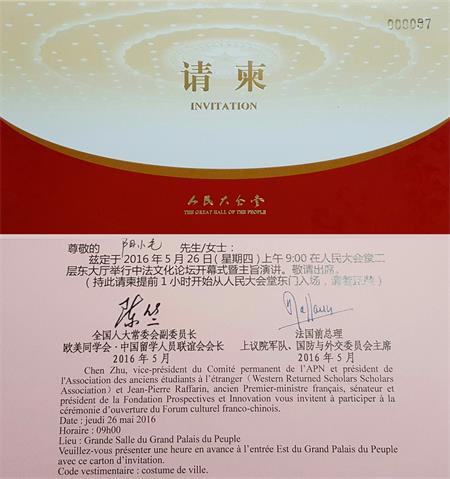 000097
请柬
INVITATION
人民大会堂
THE GREAT HALL OF THE PEOPLE
尊敬的 阳小毛 先生/女士：
兹定于2016年5月26日(星期四)上午9:00在人民大会堂二
层东大厅举行中法文化论坛开幕式暨主旨演讲。敬请出席。
(持此请柬提前1小时开始从人民大会堂东门入场，请着正装)
陈竺
全国人大常委会副委员长
欧美同学会·中国留学人员联谊会会长
2016年5月
法国前总理
上议院军队、国防与外交委员会主席
2016年5月
Chen Zhu, vice-président du Comité permanent de l'APN et président de
l'Association des anciens étudiants à l'étranger (Western Returned Scholars Scholars
Association) et Jean-Pierre Raffarin, ancien Premier-ministre français, sénateur et
président de la Fondation Prospectives et Innovation vous invitent à participer à la
cérémonie d'ouverture du Forum culturel franco-chinois.
Date : jeudi 26 mai 2016
Horaire : 09h00
Lieu : Grande Salle du Grand Palais du Peuple
Veuillez-vous présenter une heure en avance à l'entrée Est du Grand Palais du Peuple
avec ce carton d'invitation.
Code vestimentaire : costume de ville.